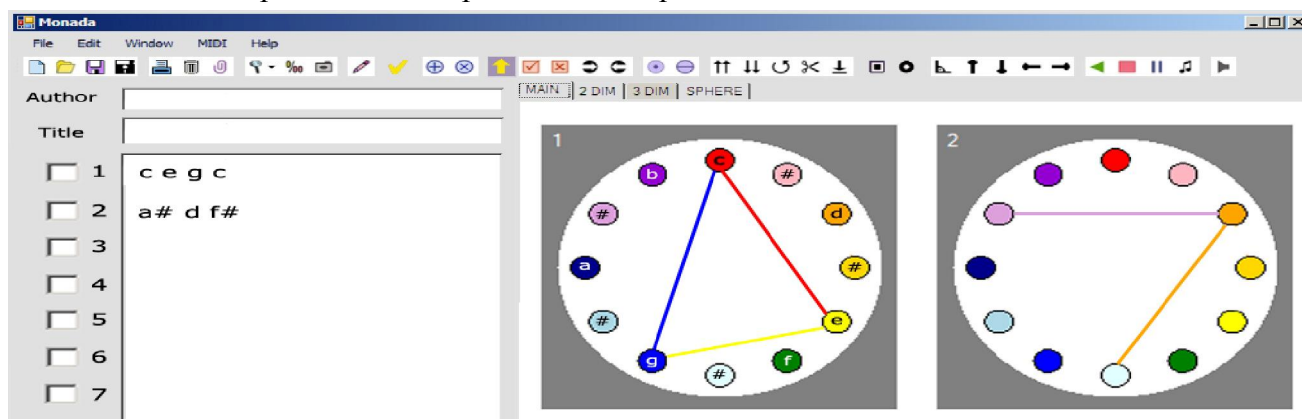 Monada
File Edit Window MIDI Help
Author
Title
1 c e g c
2 a# d f#
3
4
5
6
7
MAIN 2 DIM 3 DIM SPHERE
1
c
#
d
#
e
f
#
g
#
a
#
b
2